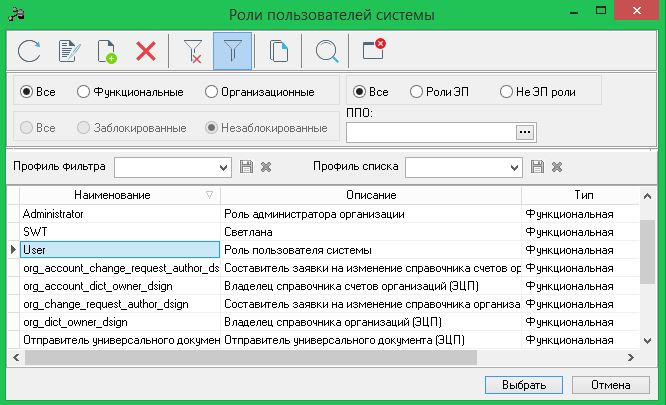 Роли пользователей системы
Все Функциональные Организационные Все Роли ЭП Не ЭП роли
Все Заблокированные Незаблокированные ППО:
Профиль фильтра Профиль списка
Наименование Описание Тип
Administrator Роль администратора организации Функциональная
SWT Светлана Функциональная
User Роль пользователя системы Функциональная
org_account_change_request_author_ds Составитель заявки на изменение справочника счетов ор Функциональная
org_account_dict_owner_dsign Владелец справочника счетов организаций (ЭЦП) Функциональная
org_change_request_author_dsign Составитель заявки на изменение справочника организа Функциональная
org_dict_owner_dsign Владелец справочника организаций (ЭЦП) Функциональная
Отправитель универсального докумен Отправитель универсального документа (ЭЦП) Функциональная
Выбрать Отмена